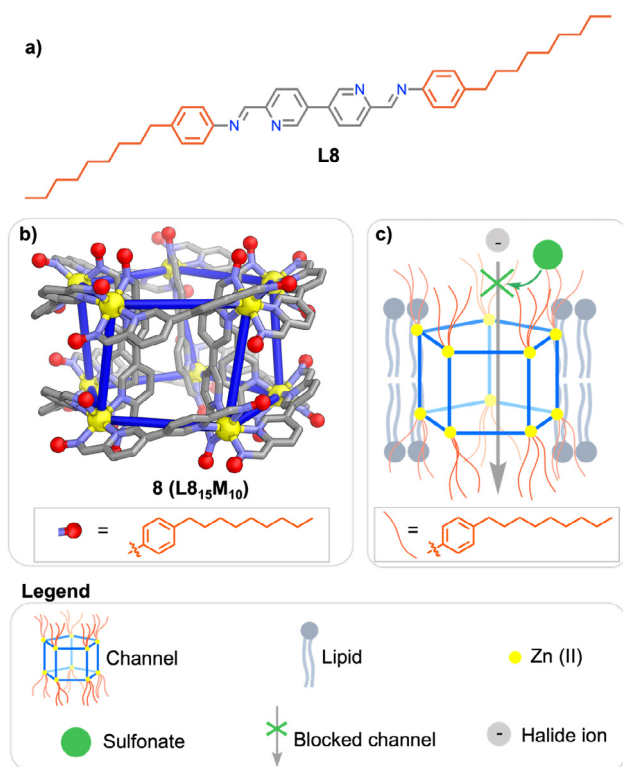 a)
N
N
N
N
L8
b)
8 (L8₁₅M₁₀)
=
c)
-
=
Legend
Channel
Lipid
Zn (II)
Sulfonate
Blocked channel
-
Halide ion